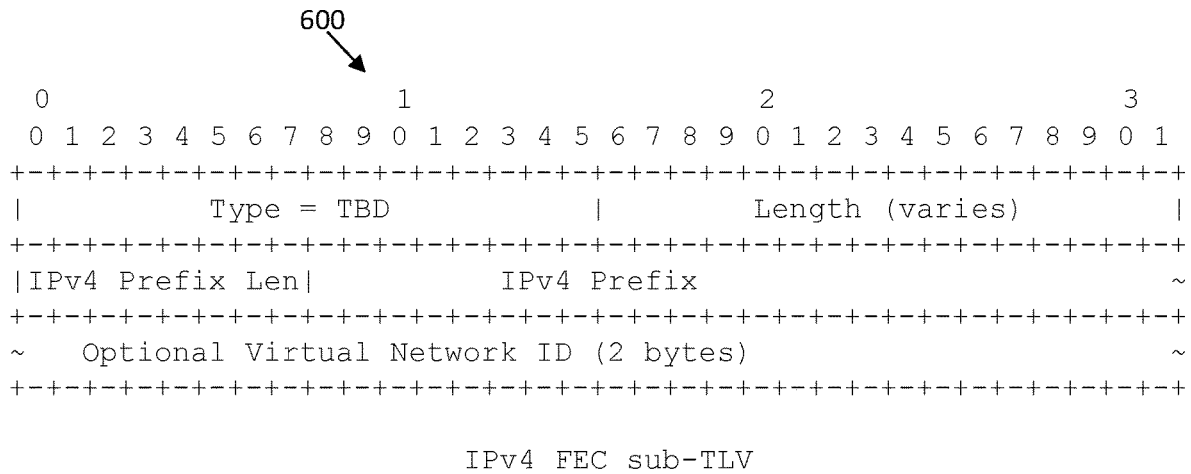 600
0 1 2 3
0 1 2 3 4 5 6 7 8 9 0 1 2 3 4 5 6 7 8 9 0 1 2 3 4 5 6 7 8 9 0 1
+-+-+-+-+-+-+-+-+-+-+-+-+-+-+-+-+-+-+-+-+-+-+-+-+-+-+-+-+-+-+-+-+
| Type = TBD | Length (varies) |
+-+-+-+-+-+-+-+-+-+-+-+-+-+-+-+-+-+-+-+-+-+-+-+-+-+-+-+-+-+-+-+-+
|IPv4 Prefix Len| IPv4 Prefix ~
+-+-+-+-+-+-+-+-+-+-+-+-+-+-+-+-+-+-+-+-+-+-+-+-+-+-+-+-+-+-+-+-+
~ Optional Virtual Network ID (2 bytes) ~
+-+-+-+-+-+-+-+-+-+-+-+-+-+-+-+-+-+-+-+-+-+-+-+-+-+-+-+-+-+-+-+-+
IPv4 FEC sub-TLV